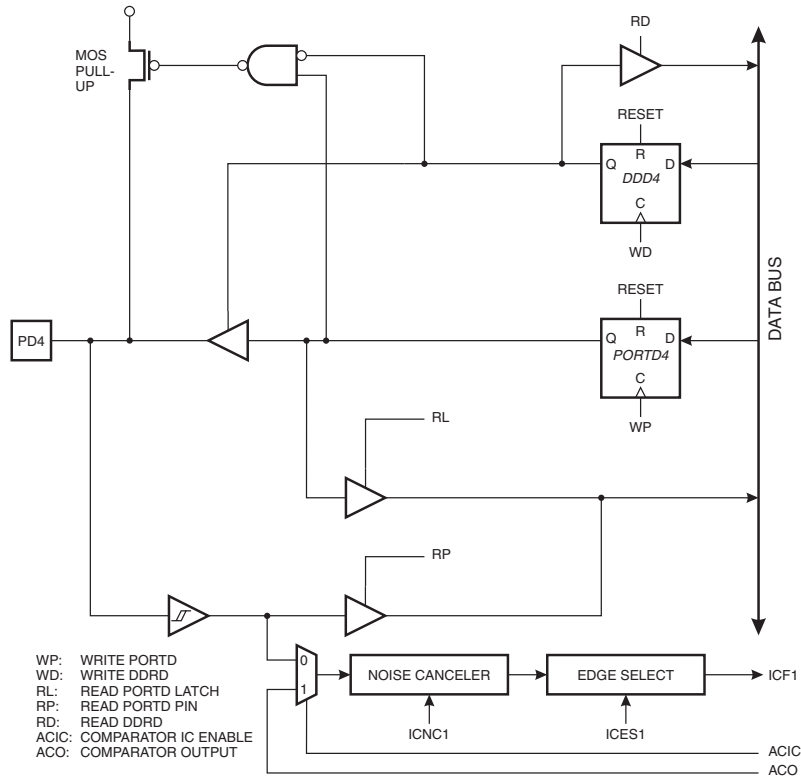 RD
MOS
PULL-
UP
RESET
R
Q
D
DDD4
C
WD
DATA BUS
RESET
R
Q
D
PORTD4
C
WP
PD4
RL
RP
WP: WRITE PORTD
WD: WRITE DDRD
RL: READ PORTD LATCH
RP: READ PORTD PIN
RD: READ DDRD
ACIC: COMPARATOR IC ENABLE
ACO: COMPARATOR OUTPUT
0
1
NOISE CANCELER
EDGE SELECT
ICF1
ICNC1
ICES1
ACIC
ACO